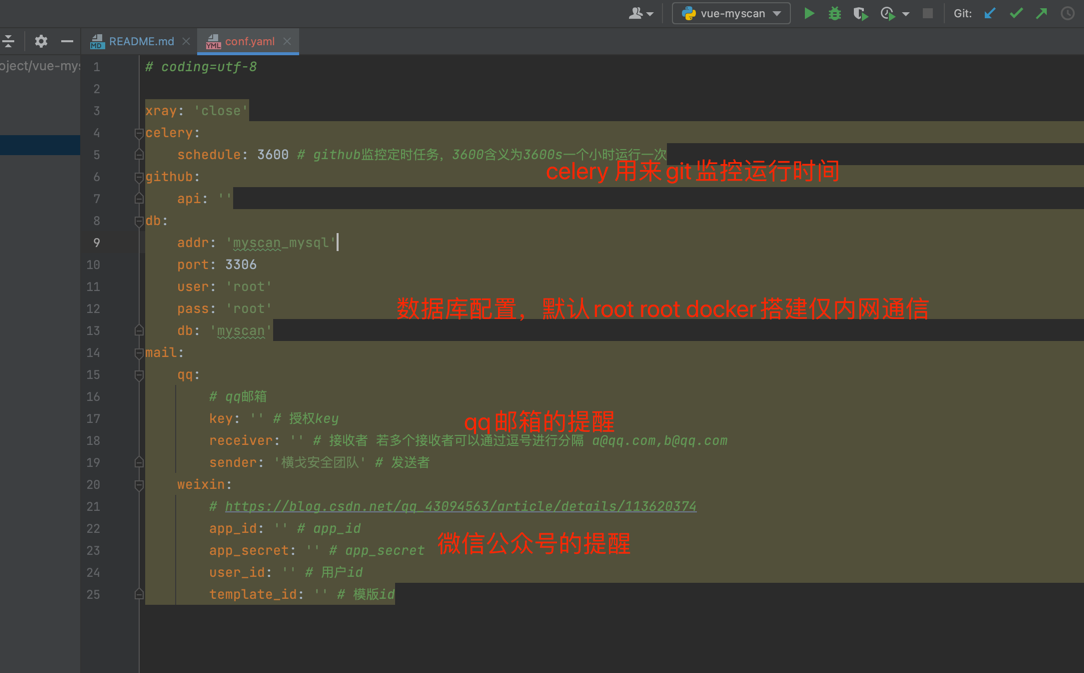 vue-myscan
Git:
README.md
conf.yaml
oject/vue-mys
1 # coding=utf-8
2
3 xray: 'close'
4 celery:
5 schedule: 3600 # github监控定时任务，3600含义为3600s一个小时运行一次
celery 用来git监控运行时间
6 github:
7 api: ''
8 db:
9 addr: 'myscan_mysql'
10 port: 3306
11 user: 'root'
12 pass: 'root'
数据库配置，默认root root docker搭建仅内网通信
13 db: 'myscan'
14 mail:
15 qq:
16 # qq邮箱
17 key: '' # 授权key
qq邮箱的提醒
18 receiver: '' # 接收者 若多个接收者可以通过逗号进行分隔 a@qq.com,b@qq.com
19 sender: '横戈安全团队' # 发送者
20 weixin:
21 # https://blog.csdn.net/qq_43094563/article/details/113620374
22 app_id: '' # app_id
23 app_secret: '' # app_secret
微信公众号的提醒
24 user_id: '' # 用户id
25 template_id: '' # 模版id